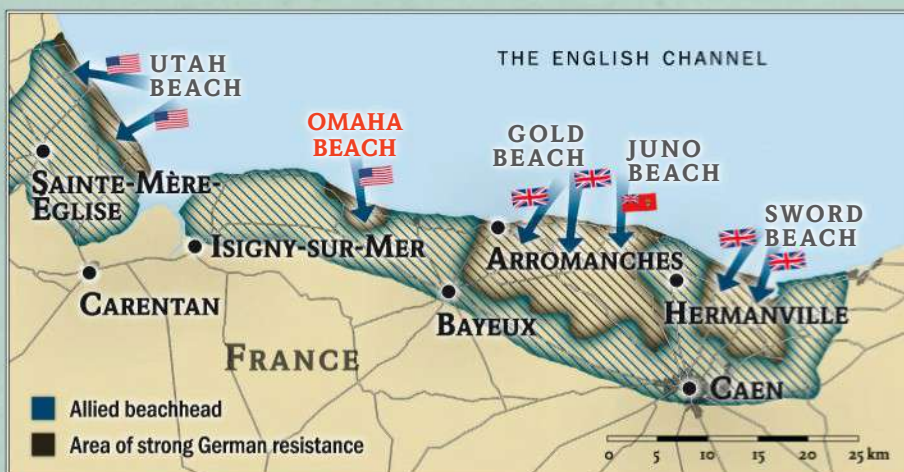 THE ENGLISH CHANNEL
UTAH
BEACH
OMAHA
BEACH
GOLD
BEACH
JUNO
BEACH
SWORD
BEACH
SAINTE-MÈRE-
EGLISE
ISIGNY-SUR-MER
ARROMANCHES
CARENTAN
BAYEUX
HERMANVILLE
FRANCE
CAEN
Allied beachhead
Area of strong German resistance
0 5 10 15 20 25 km